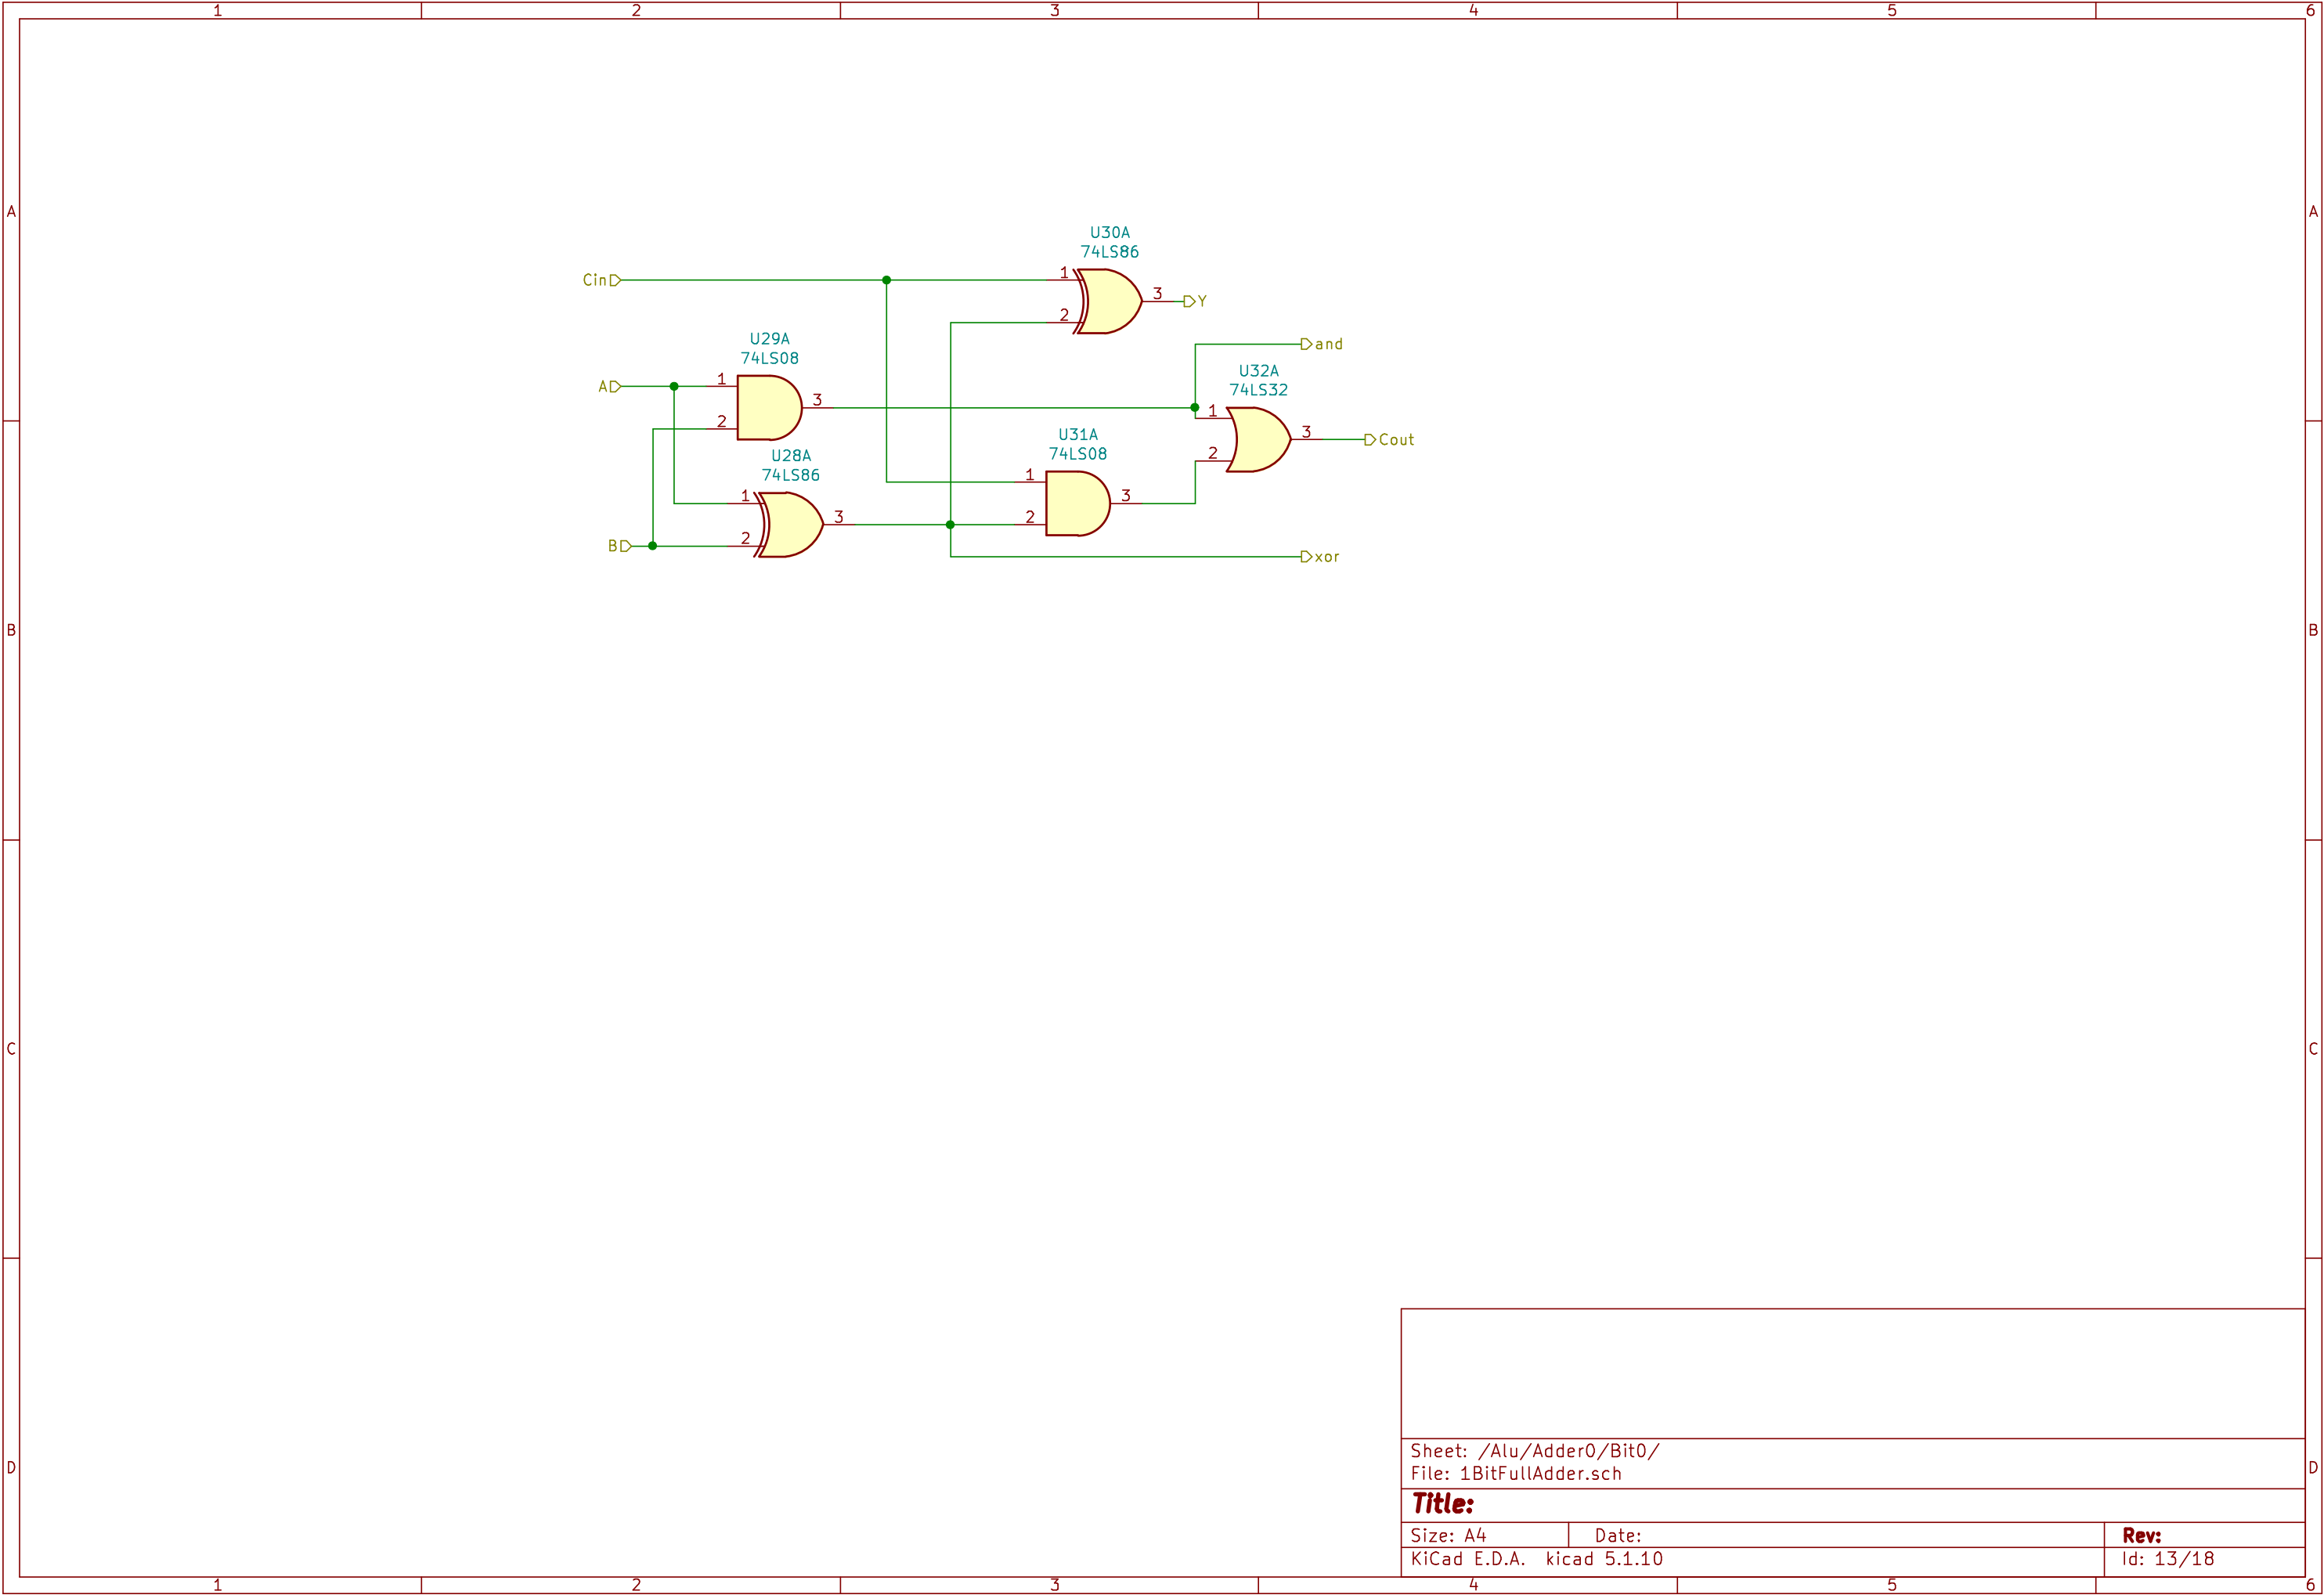 1 2 3 4 5 6
A A
U30A
74LS86
Cin 1
3 Y
2
U29A
74LS08
and
U32A
74LS32
A 1
3
1
2
U31A
74LS08
3 Cout
2
U28A
74LS86
1
1
3
3
2
2
B
xor
B B
C C
Sheet: /Alu/Adder0/Bit0/
D D
File: 1BitFullAdder.sch
Title:
Size: A4 Date: Rev:
KiCad E.D.A. kicad 5.1.10 Id: 13/18
1 2 3 4 5 6